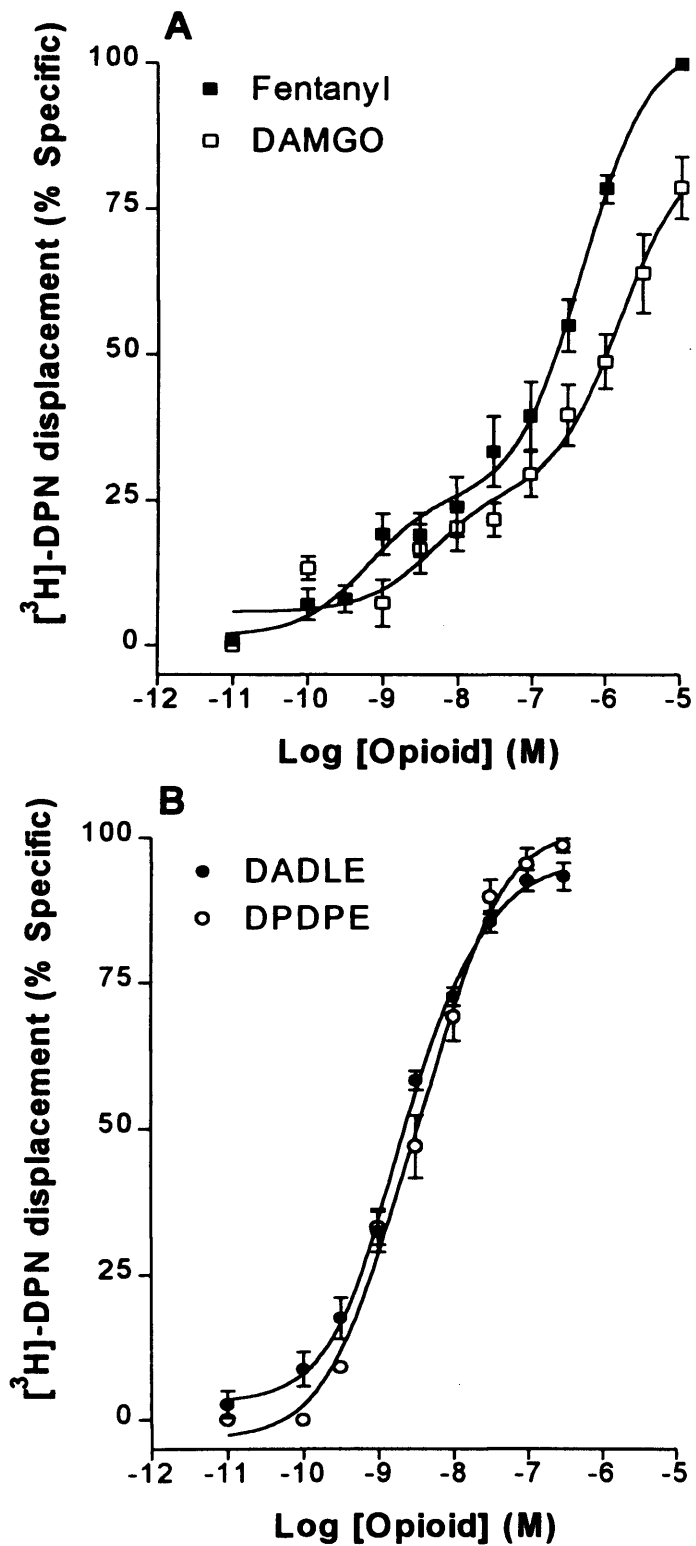 A
[³H]-DPN displacement (% Specific)
100
75
50
25
0
Fentanyl
DAMGO
-12 -11 -10 -9 -8 -7 -6 -5
Log [Opioid] (M)
B
[³H]-DPN displacement (% Specific)
100
75
50
25
0
DADLE
DPDPE
-12 -11 -10 -9 -8 -7 -6 -5
Log [Opioid] (M)